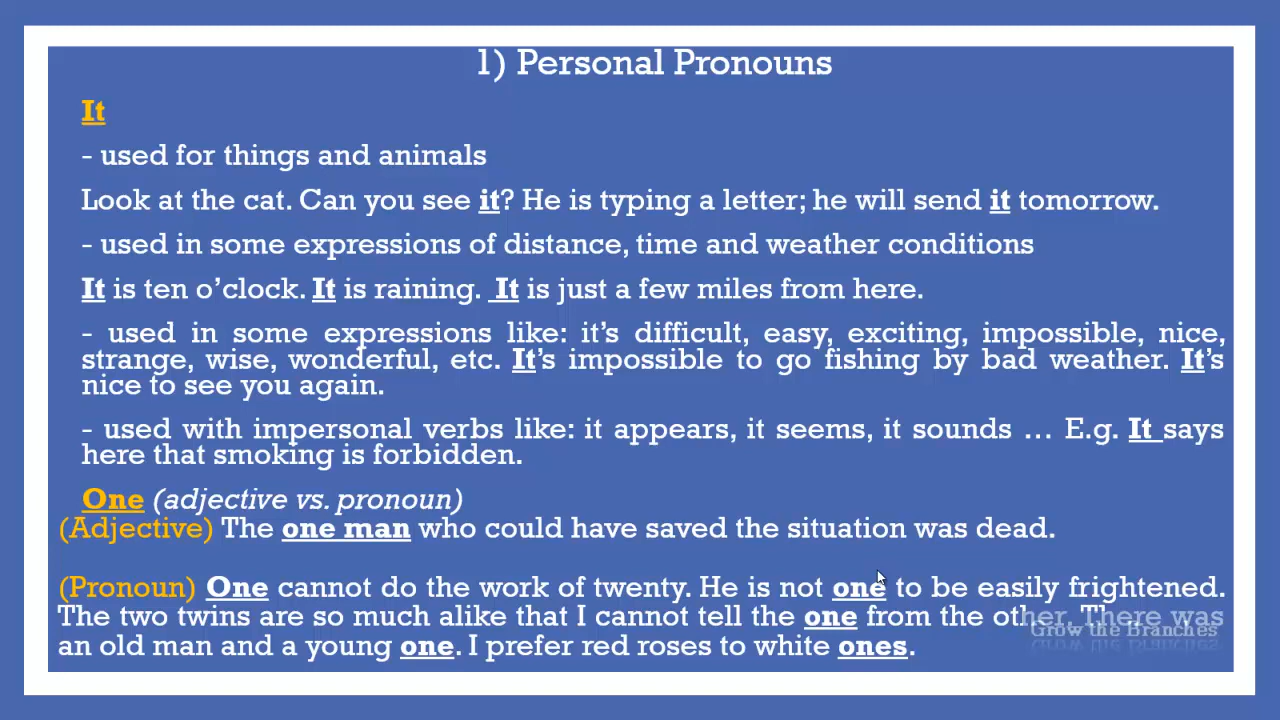 1) Personal Pronouns
It
- used for things and animals
Look at the cat. Can you see it? He is typing a letter; he will send it tomorrow.
- used in some expressions of distance, time and weather conditions
It is ten o’clock. It is raining. It is just a few miles from here.
- used in some expressions like: it’s difficult, easy, exciting, impossible, nice,
strange, wise, wonderful, etc. It’s impossible to go fishing by bad weather. It’s
nice to see you again.
- used with impersonal verbs like: it appears, it seems, it sounds … E.g. It says
here that smoking is forbidden.
One (adjective vs. pronoun)
(Adjective) The one man who could have saved the situation was dead.
(Pronoun) One cannot do the work of twenty. He is not one to be easily frightened.
The two twins are so much alike that I cannot tell the one from the other. There was
an old man and a young one. I prefer red roses to white ones.
Grow the Branches